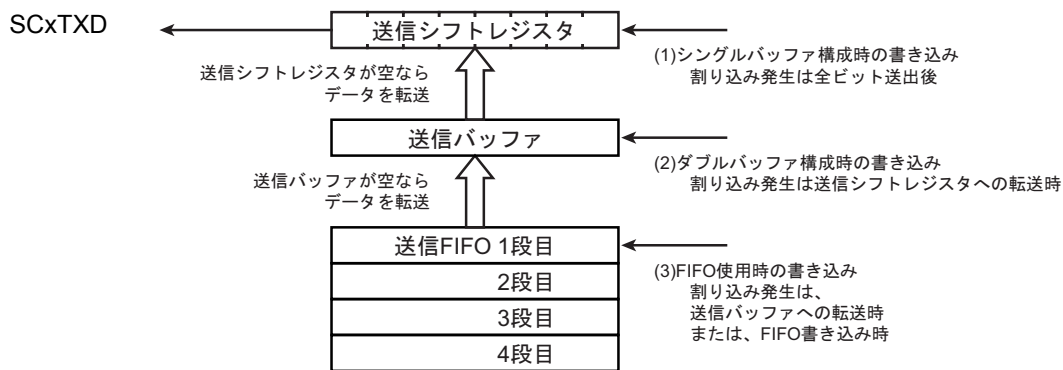 SCxTXD
送信シフトレジスタ
(1)シングルバッファ構成時の書き込み
割り込み発生は全ビット送出後
送信シフトレジスタが空なら
データを転送
送信バッファ
(2)ダブルバッファ構成時の書き込み
割り込み発生は送信シフトレジスタへの転送時
送信バッファが空なら
データを転送
送信FIFO 1段目
2段目
3段目
4段目
(3)FIFO使用時の書き込み
割り込み発生は、
送信バッファへの転送時
または、FIFO書き込み時